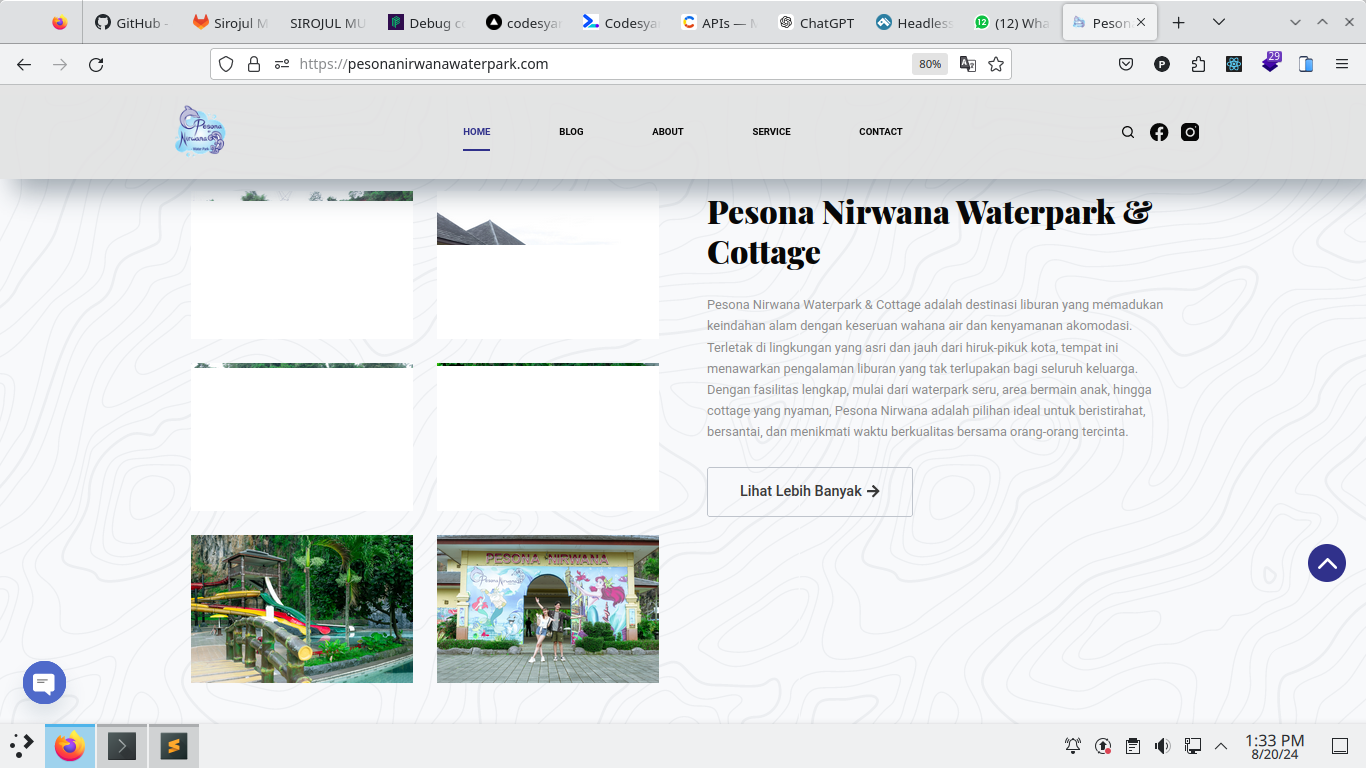 GitHub -
Sirojul M
SIROJUL MU
Debug co
codesyar
Codesyar
APIs — M
ChatGPT
Headless
(12) Wha
Pesona
https://pesonanirwanawaterpark.com
80%
29
Pesona
Nirwana
Water Park
HOME
BLOG
ABOUT
SERVICE
CONTACT
Pesona Nirwana Waterpark &
Cottage
Pesona Nirwana Waterpark & Cottage adalah destinasi liburan yang memadukan
keindahan alam dengan keseruan wahana air dan kenyamanan akomodasi.
Terletak di lingkungan yang asri dan jauh dari hiruk-pikuk kota, tempat ini
menawarkan pengalaman liburan yang tak terlupakan bagi seluruh keluarga.
Dengan fasilitas lengkap, mulai dari waterpark seru, area bermain anak, hingga
cottage yang nyaman, Pesona Nirwana adalah pilihan ideal untuk beristirahat,
bersantai, dan menikmati waktu berkualitas bersama orang-orang tercinta.
Lihat Lebih Banyak
PESONA NIRWANA
1:33 PM
8/20/24